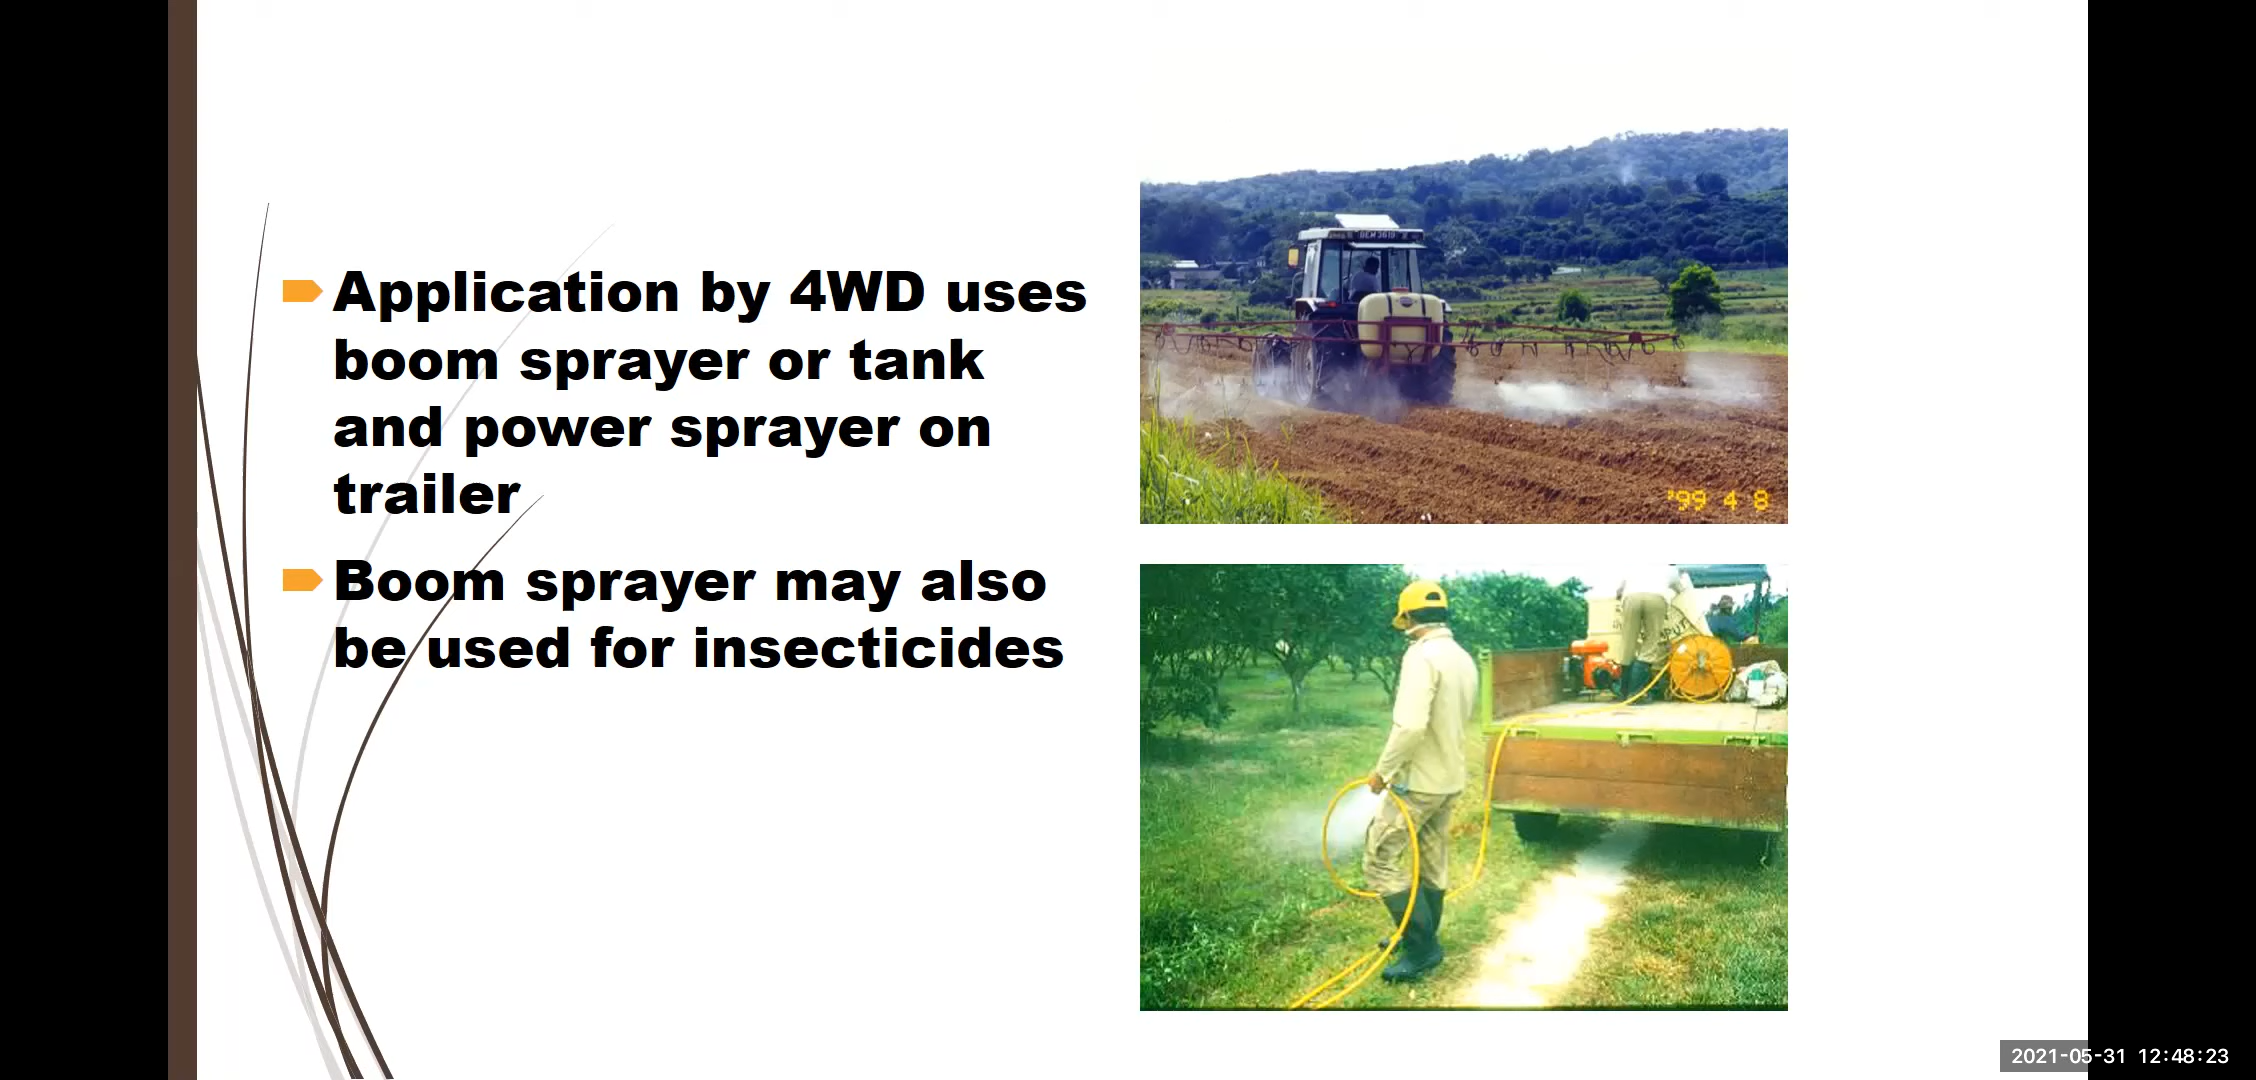 Application by 4WD uses
boom sprayer or tank
and power sprayer on
trailer
Boom sprayer may also
be used for insecticides
'99 4 8
2021-05-31 12:48:23